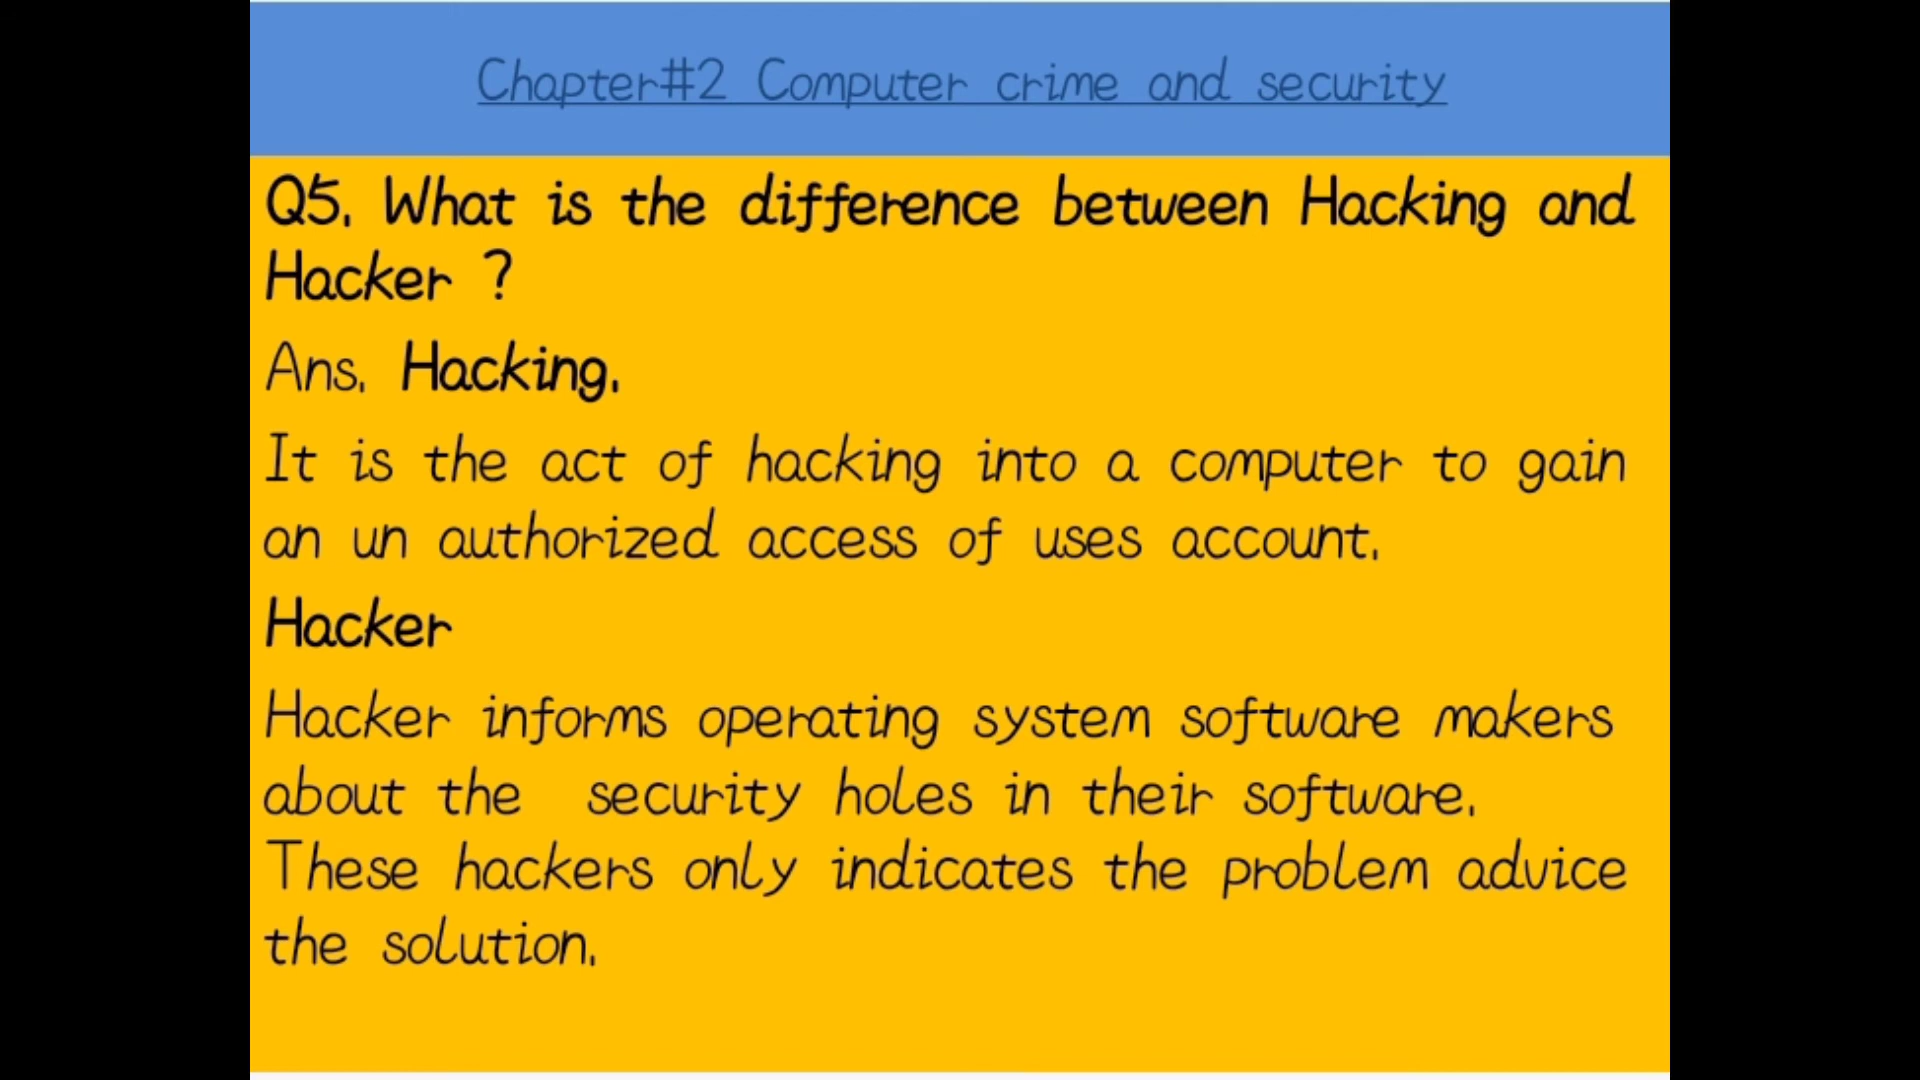 Chapter#2 Computer crime and security
Q5. What is the difference between Hacking and
Hacker ?
Ans. Hacking.
It is the act of hacking into a computer to gain
an un authorized access of uses account.
Hacker
Hacker informs operating system software makers
about the security holes in their software.
These hackers only indicates the problem advice
the solution.